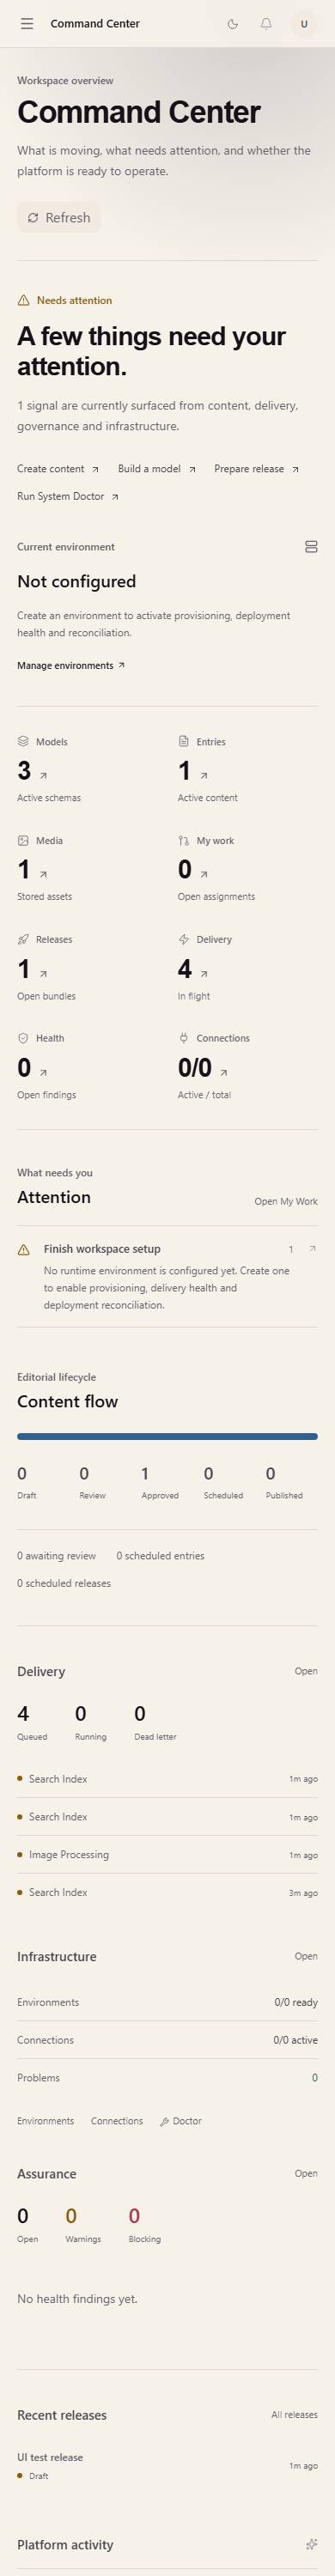 Command Center
U
Workspace overview
Command Center
What is moving, what needs attention, and whether the
platform is ready to operate.
Refresh
Needs attention
A few things need your
attention.
1 signal are currently surfaced from content, delivery,
governance and infrastructure.
Create content Build a model Prepare release
Run System Doctor
Current environment
Not configured
Create an environment to activate provisioning, deployment
health and reconciliation.
Manage environments
Models Entries
3 1
Active schemas Active content
Media My work
1 0
Stored assets Open assignments
Releases Delivery
1 4
Open bundles In flight
Health Connections
0 0/0
Open findings Active / total
What needs you
Attention Open My Work
Finish workspace setup 1
No runtime environment is configured yet. Create one
to enable provisioning, delivery health and
deployment reconciliation.
Editorial lifecycle
Content flow
0 0 1 0 0
Draft Review Approved Scheduled Published
0 awaiting review 0 scheduled entries
0 scheduled releases
Delivery Open
4 0 0
Queued Running Dead letter
Search Index 1m ago
Search Index 1m ago
Image Processing 1m ago
Search Index 3m ago
Infrastructure Open
Environments 0/0 ready
Connections 0/0 active
Problems 0
Environments Connections Doctor
Assurance Open
0 0 0
Open Warnings Blocking
No health findings yet.
Recent releases All releases
UI test release 1m ago
Draft
Platform activity